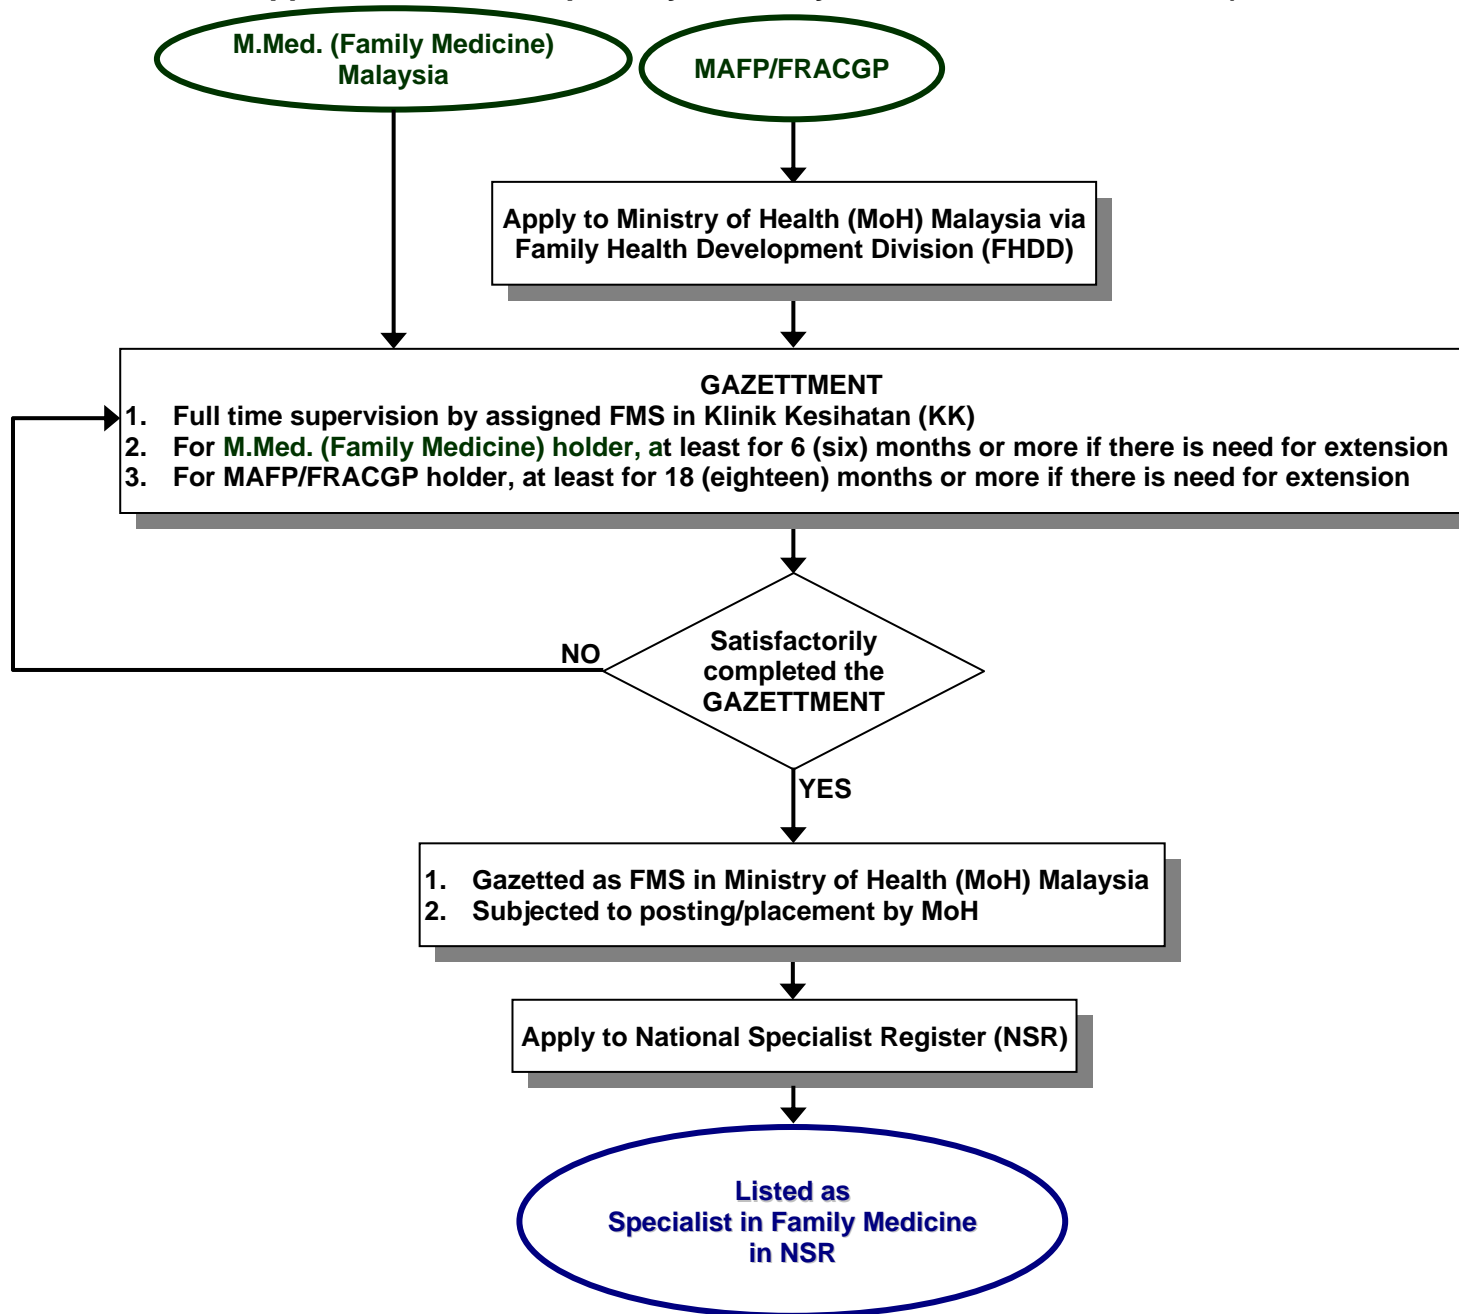 M.Med. (Family Medicine)
Malaysia
MAFP/FRACGP
Apply to Ministry of Health (MoH) Malaysia via
Family Health Development Division (FHDD)
GAZETTMENT
1. Full time supervision by assigned FMS in Klinik Kesihatan (KK)
2. For M.Med. (Family Medicine) holder, at least for 6 (six) months or more if there is need for extension
3. For MAFP/FRACGP holder, at least for 18 (eighteen) months or more if there is need for extension
NO
Satisfactorily
completed the
GAZETTMENT
YES
1. Gazetted as FMS in Ministry of Health (MoH) Malaysia
2. Subjected to posting/placement by MoH
Apply to National Specialist Register (NSR)
Listed as
Specialist in Family Medicine
in NSR